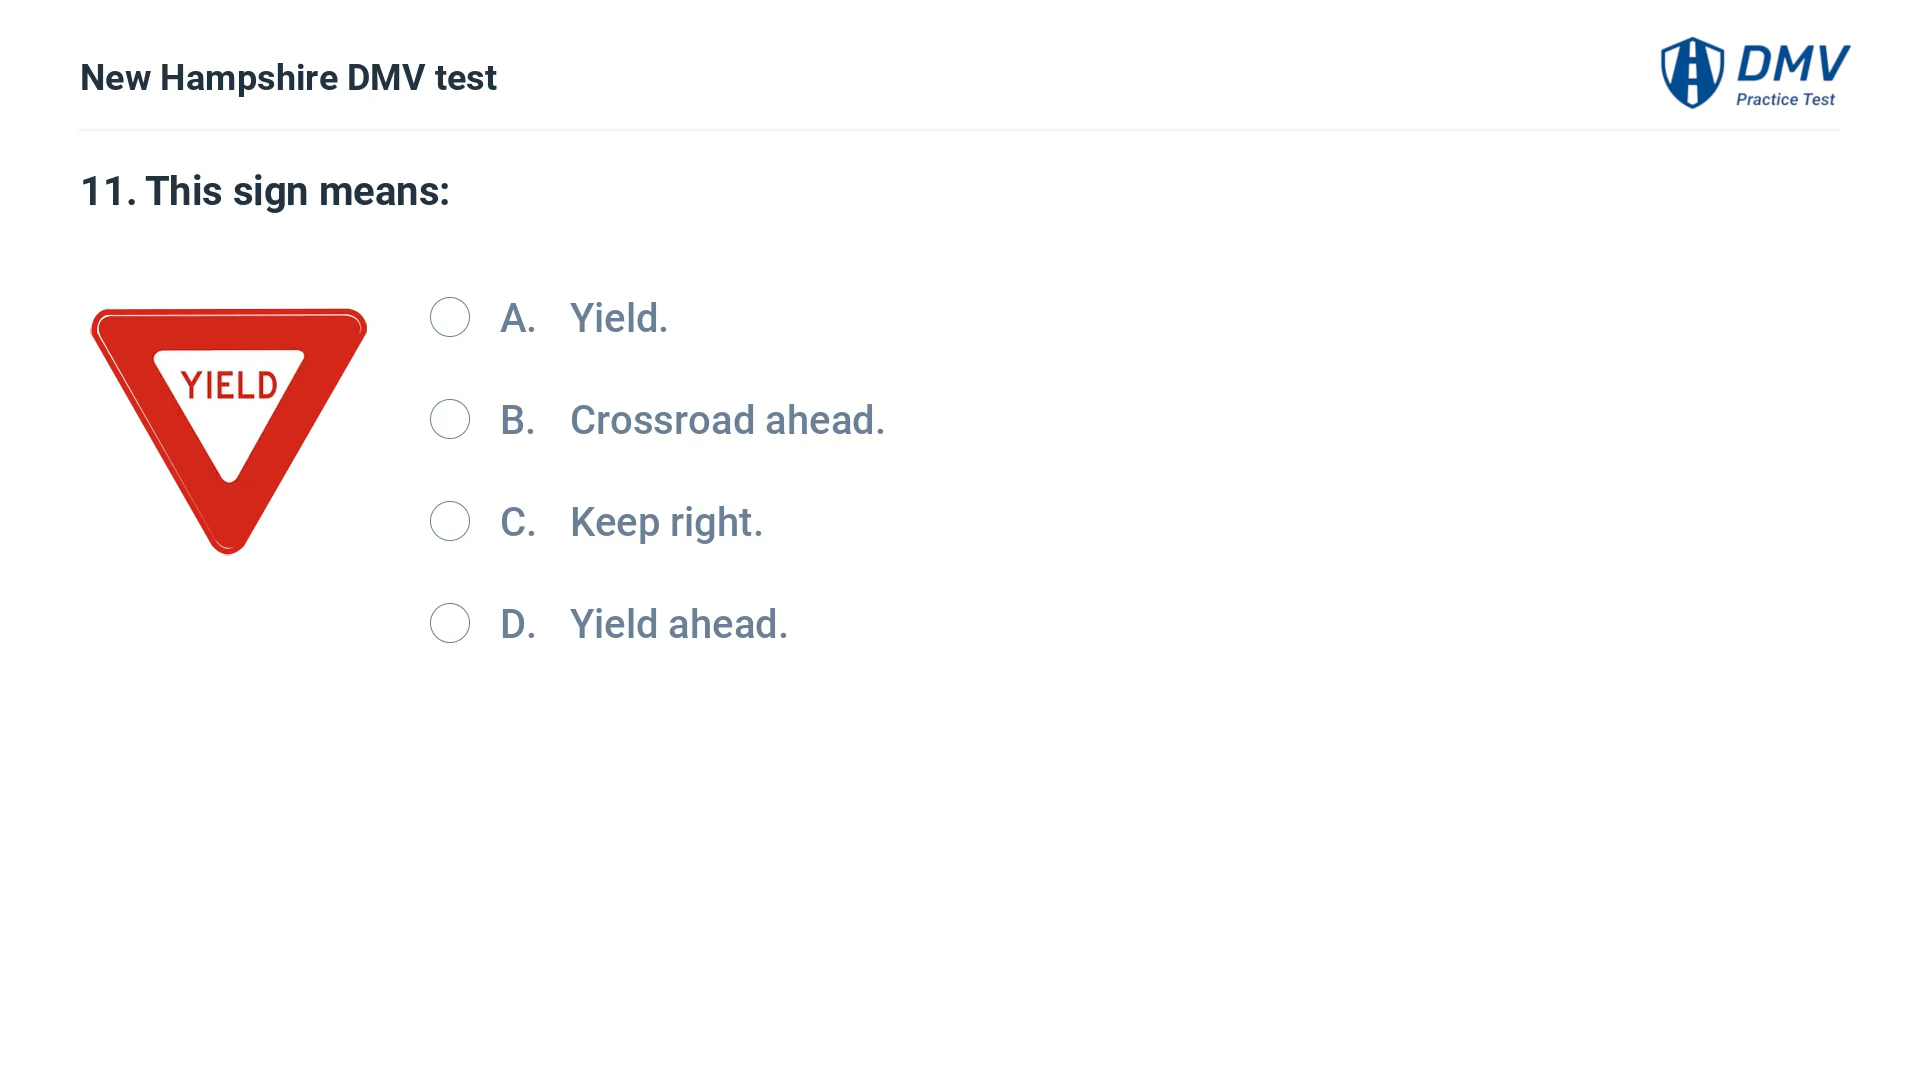 New Hampshire DMV test
DMV
Practice Test
11. This sign means:
YIELD
A. Yield.
B. Crossroad ahead.
C. Keep right.
D. Yield ahead.